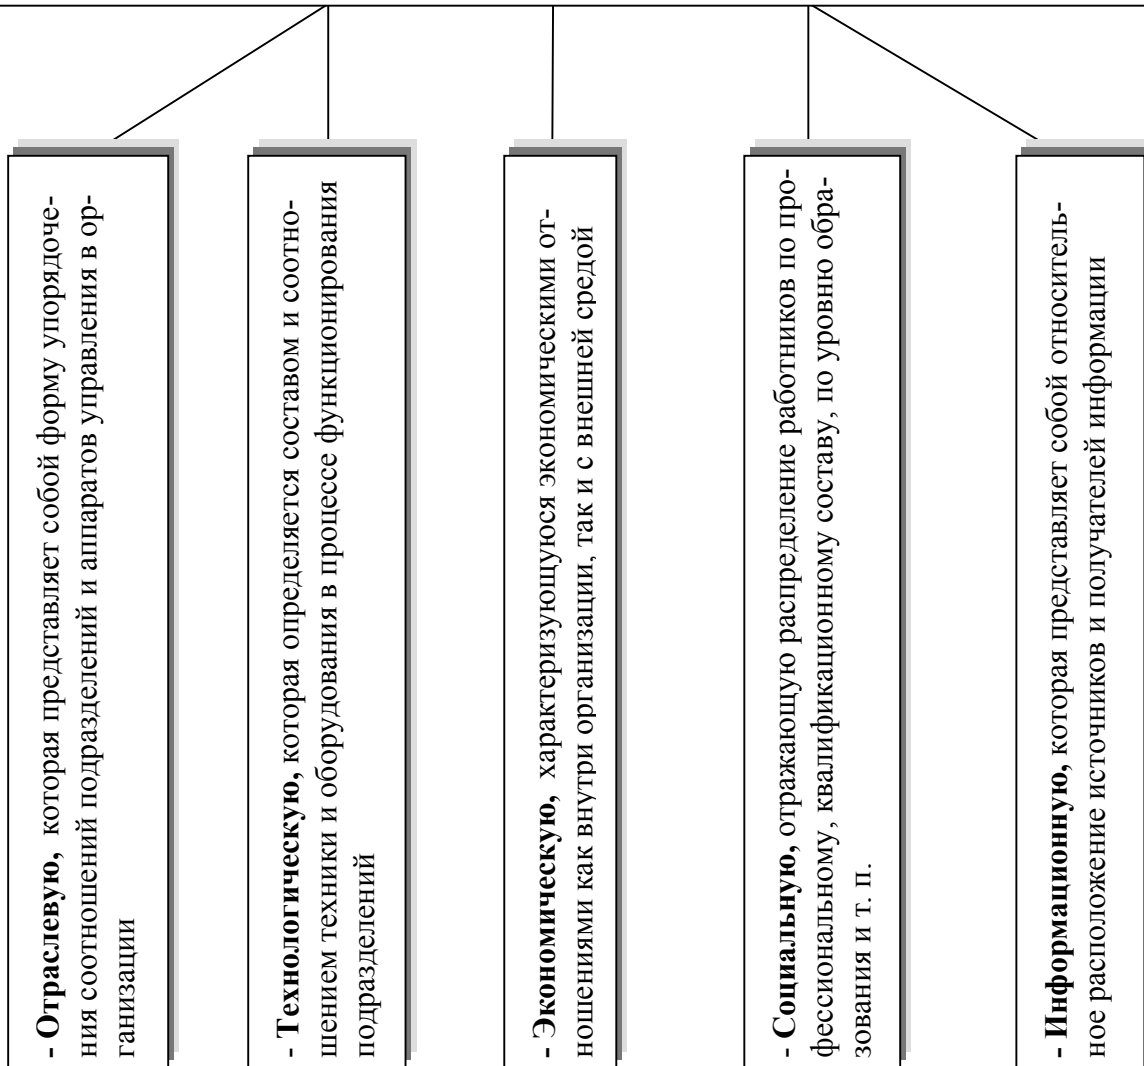 - Отраслевую, которая представляет собой форму упорядоче-
ния соотношений подразделений и аппаратов управления в ор-
ганизации
- Технологическую, которая определяется составом и соотно-
шением техники и оборудования в процессе функционирования
подразделений
- Экономическую, характеризующуюся экономическими от-
ношениями как внутри организации, так и с внешней средой
- Социальную, отражающую распределение работников по про-
фессиональному, квалификационному составу, по уровню обра-
зования и т. п.
- Информационную, которая представляет собой относитель-
ное расположение источников и получателей информации